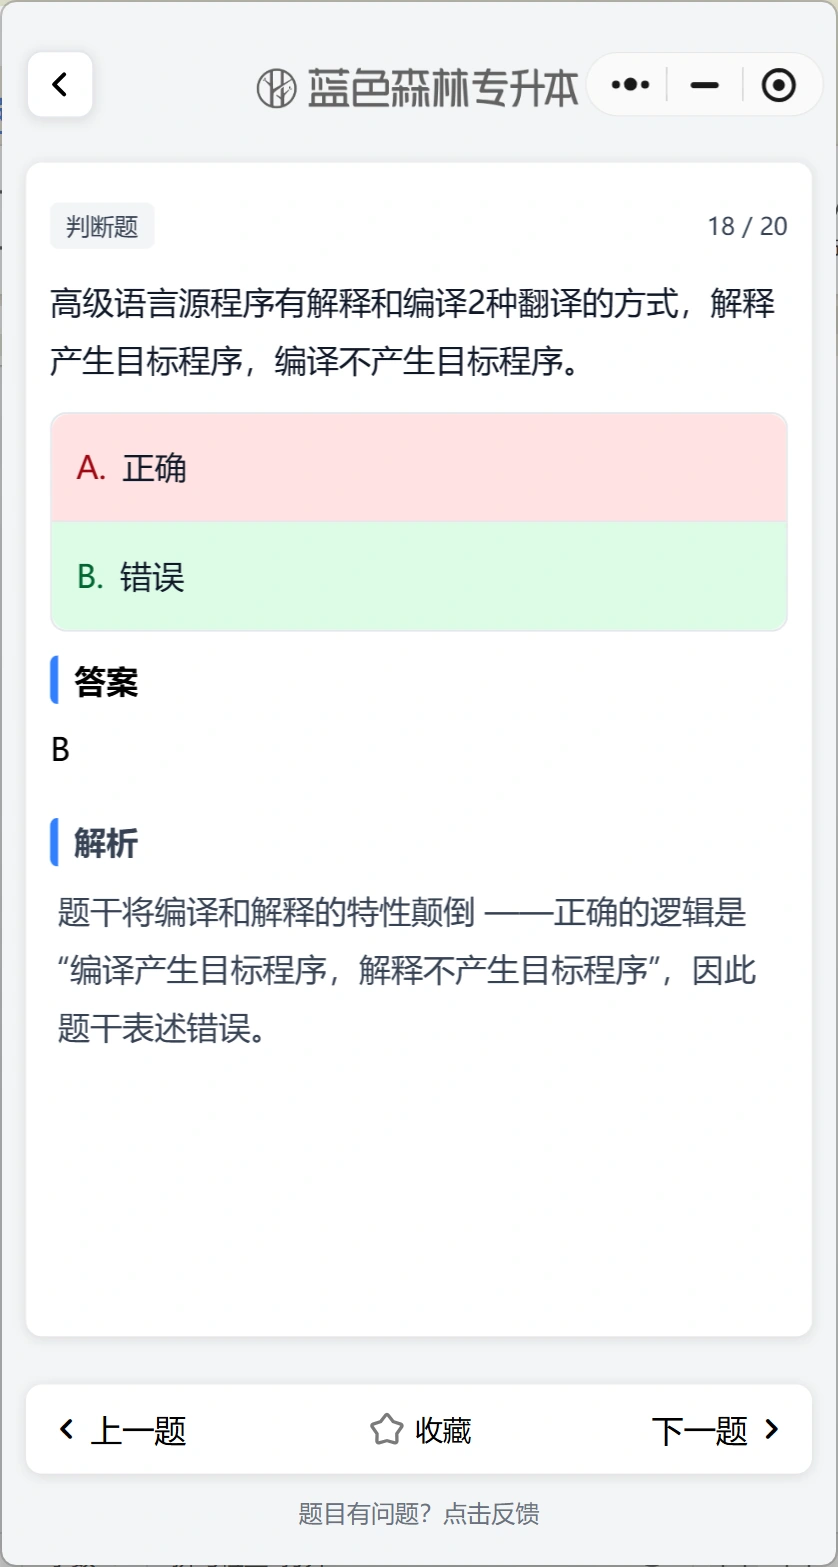 蓝色森林专升本
判断题
18 / 20
高级语言源程序有解释和编译2种翻译的方式，解释
产生目标程序，编译不产生目标程序。
A. 正确
B. 错误
答案
B
解析
题干将编译和解释的特性颠倒 ——正确的逻辑是
“编译产生目标程序，解释不产生目标程序”，因此
题干表述错误。
上一题
收藏
下一题
题目有问题？点击反馈